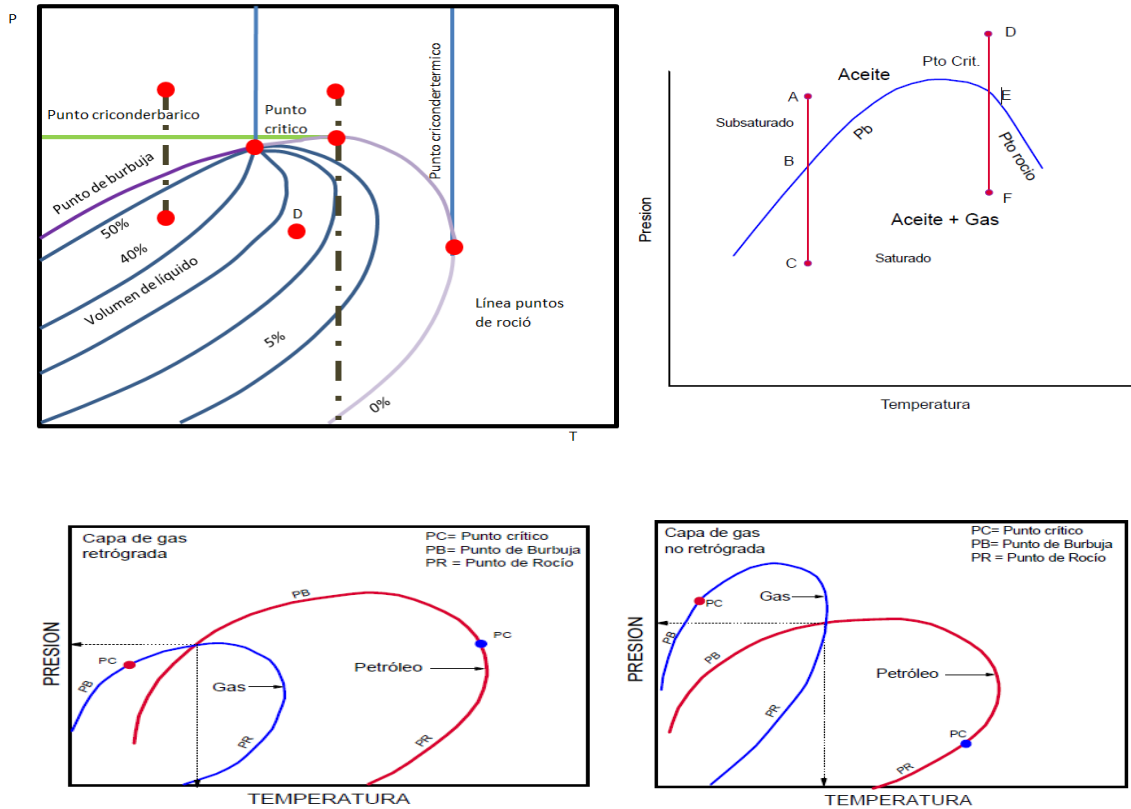 P
Punto criconderbarico
Punto
critico
Punto cricondertermico
Punto de burbuja
50%
40%
Volumen de líquido
D
5%
0%
Línea puntos
de roció
T
D
Pto Crit.
Aceite
A
E
Subsaturado
Pb
B
Pto rocio
F
Aceite + Gas
C
Saturado
Presion
Temperatura
Capa de gas
retrógrada
PC= Punto crítico
PB= Punto de Burbuja
PR = Punto de Rocío
PB
PC
PC
PB
Gas
Petróleo
PR
PR
PRESION
TEMPERATURA
Capa de gas
no retrógrada
PC= Punto crítico
PB= Punto de Burbuja
PR = Punto de Rocío
PC
Gas
PB
PB
Petróleo
PR
PC
PR
PRESION
TEMPERATURA